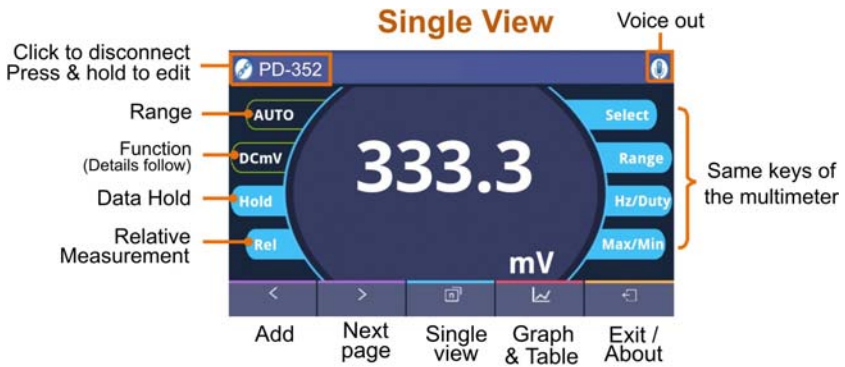 Single View
Voice out
Click to disconnect
Press & hold to edit
PD-352
Range
AUTO
Select
Function
(Details follow)
DCmV
333.3
Range
Same keys of
the multimeter
Data Hold
Hold
Hz/Duty
Relative
Measurement
Rel
mV
Max/Min
< > n
Add
Next
page
Single
view
Graph
& Table
Exit /
About